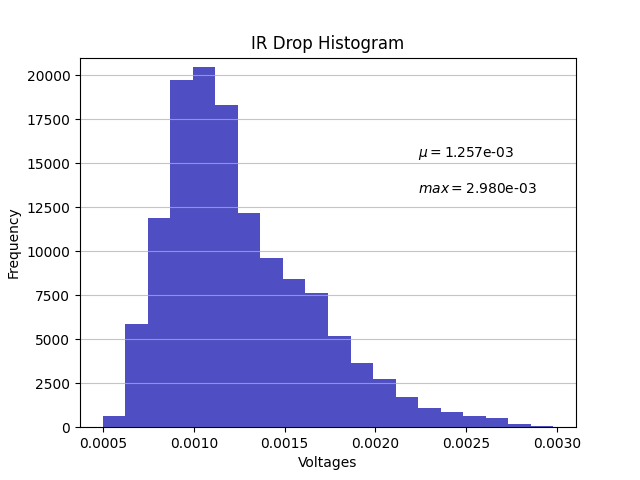 IR Drop Histogram
20000
17500
15000
12500
10000
7500
5000
2500
0
Frequency
μ = 1.257e-03
max = 2.980e-03
0.0005 0.0010 0.0015 0.0020 0.0025 0.0030
Voltages